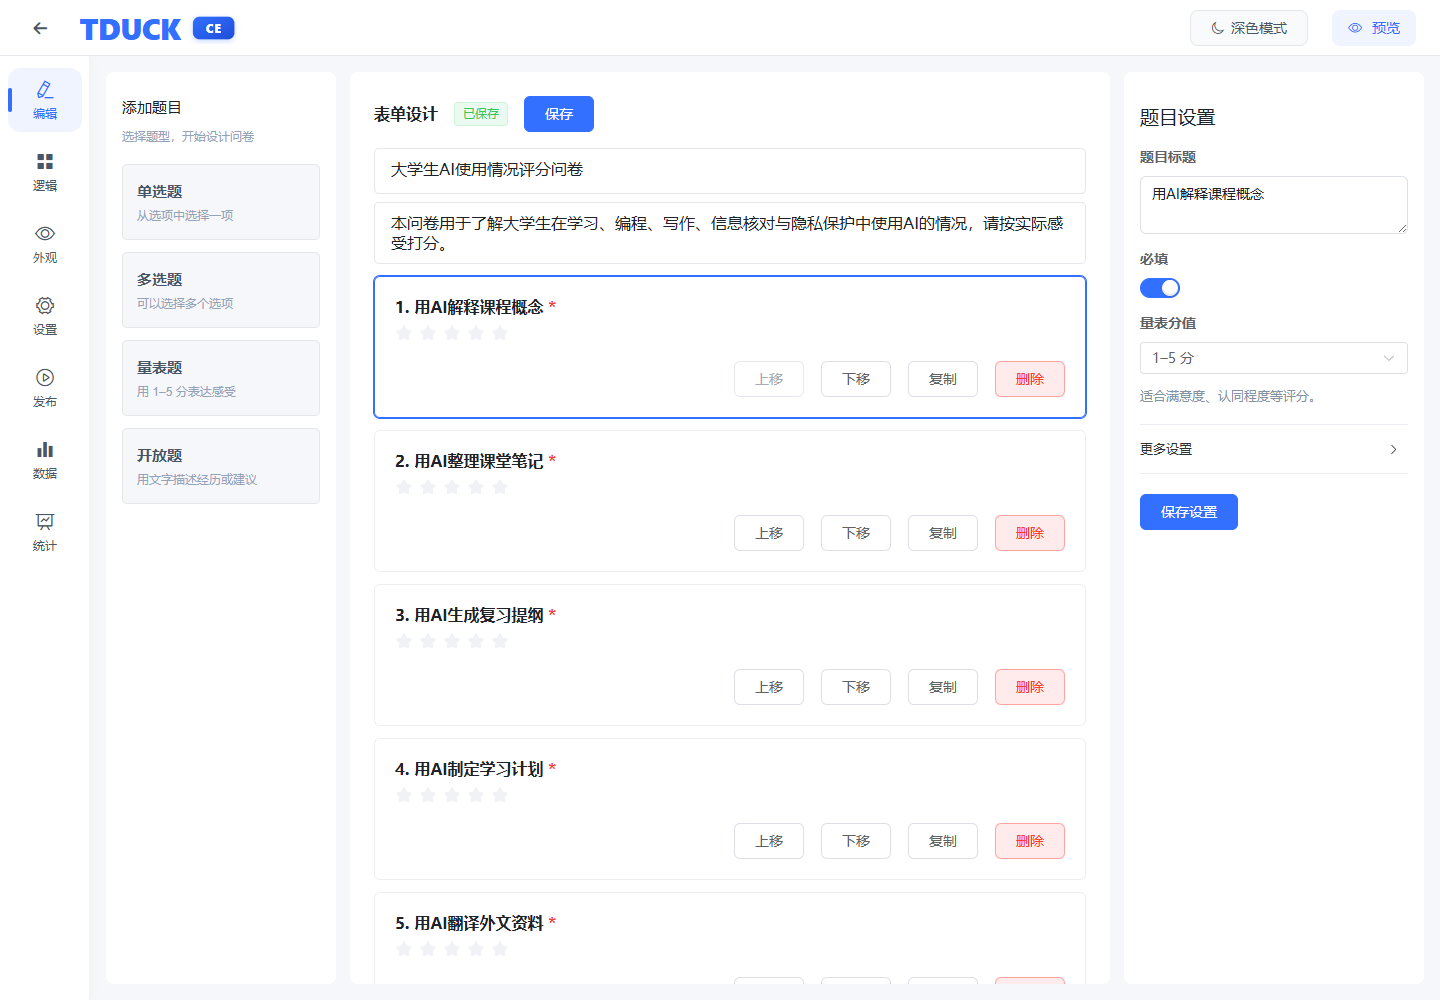 TDUCK CE
深色模式
预览
编辑
逻辑
外观
设置
发布
数据
统计
添加题目
选择题型，开始设计问卷
单选题
从选项中选择一项
多选题
可以选择多个选项
量表题
用 1–5 分表达感受
开放题
用文字描述经历或建议
表单设计 已保存 保存
大学生AI使用情况评分问卷
本问卷用于了解大学生在学习、编程、写作、信息核对与隐私保护中使用AI的情况，请按实际感
受打分。
1. 用AI解释课程概念 *
上移 下移 复制 删除
2. 用AI整理课堂笔记 *
上移 下移 复制 删除
3. 用AI生成复习提纲 *
上移 下移 复制 删除
4. 用AI制定学习计划 *
上移 下移 复制 删除
5. 用AI翻译外文资料 *
题目设置
题目标题
用AI解释课程概念
必填
量表分值
1–5 分
适合满意度、认同程度等评分。
更多设置
保存设置